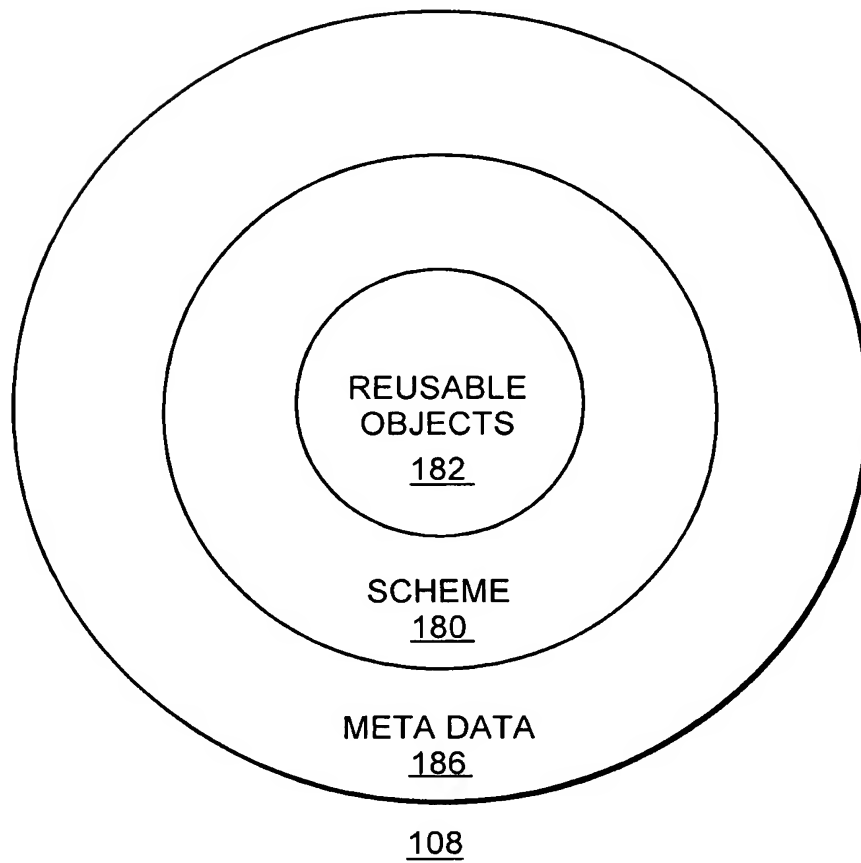 REUSABLE
OBJECTS
182
SCHEME
180
META DATA
186
108